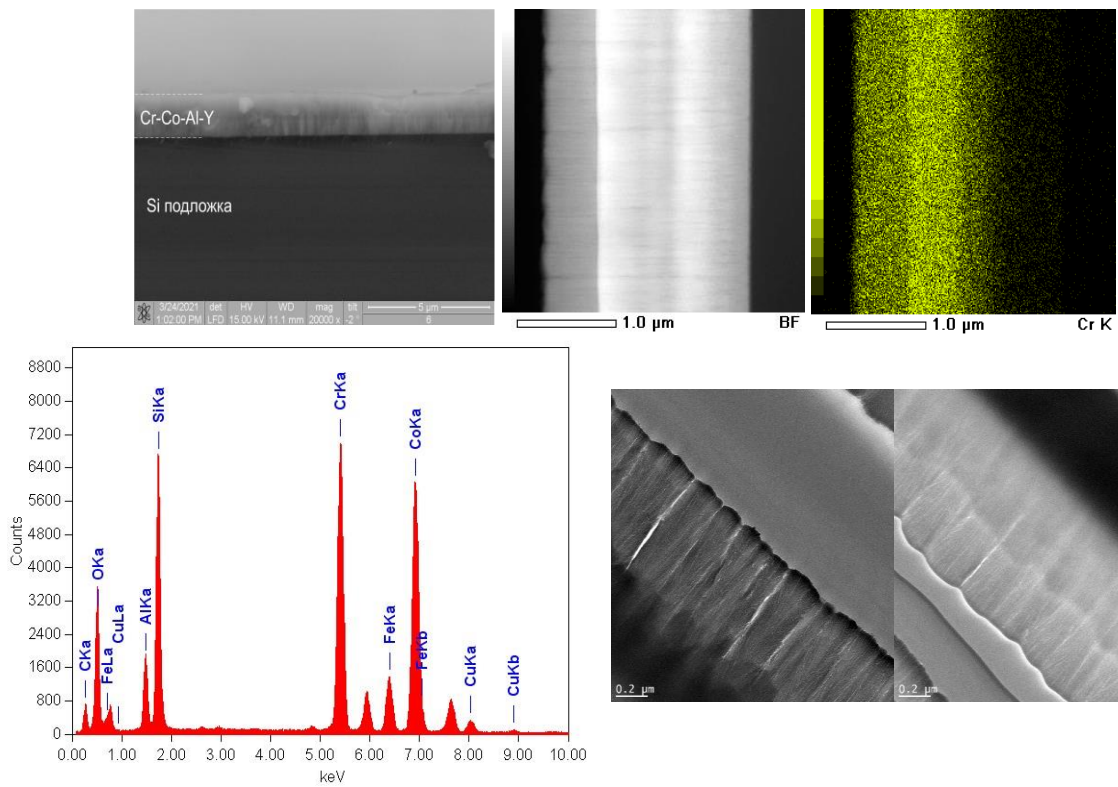 Cr-Co-Al-Y
Si подложка
3/24/2021 det HV WD mag tilt 5 µm
1:02:00 PM LFD 15.00 kV 11.1 mm 20000 x -2 ° 6
1.0 µm BF
1.0 µm Cr K
8800
8000
7200
6400
5600
4800
4000
3200
2400
1600
800
0
Counts
CKa
OKa
FeLa
CuLa
AlKa
SiKa
CrKa
FeKa
CoKa
FeKb
CuKa
CuKb
0.00 1.00 2.00 3.00 4.00 5.00 6.00 7.00 8.00 9.00 10.00
keV
0.2 µm
0.2 µm